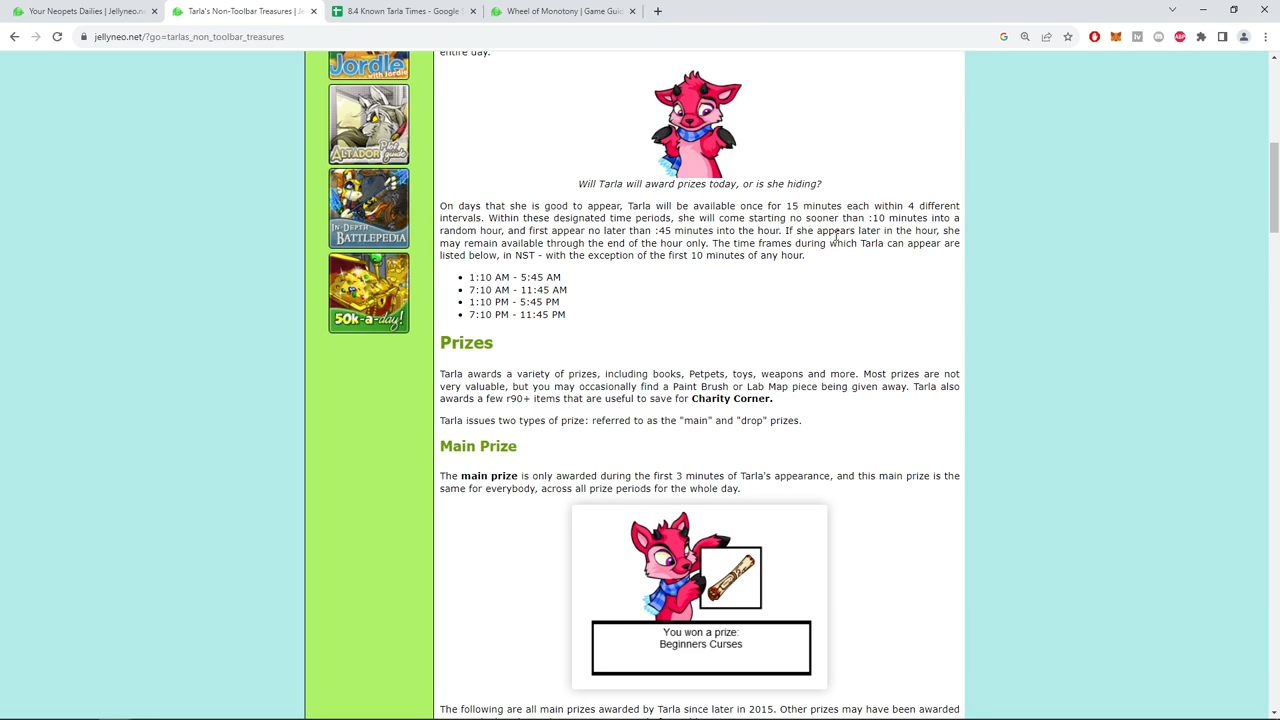 Your Neopets Dailies | Jellyneo.n
Tarla's Non-Toolbar Treasures | Je
8.4 Known Tarla Times - Google S
Wheel of Monotony | Game Guid
jellyneo.net/?go=tarlas_non_toolbar_treasures
entire day.
Jordle
with Jordie
ALTADOR Plot guide
IN-DEPTH
BATTLEPEDIA
50k-a-day!
Will Tarla will award prizes today, or is she hiding?
On days that she is good to appear, Tarla will be available once for 15 minutes each within 4 different
intervals. Within these designated time periods, she will come starting no sooner than :10 minutes into a
random hour, and first appear no later than :45 minutes into the hour. If she appears later in the hour, she
may remain available through the end of the hour only. The time frames during which Tarla can appear are
listed below, in NST - with the exception of the first 10 minutes of any hour.
• 1:10 AM - 5:45 AM
• 7:10 AM - 11:45 AM
• 1:10 PM - 5:45 PM
• 7:10 PM - 11:45 PM
Prizes
Tarla awards a variety of prizes, including books, Petpets, toys, weapons and more. Most prizes are not
very valuable, but you may occasionally find a Paint Brush or Lab Map piece being given away. Tarla also
awards a few r90+ items that are useful to save for Charity Corner.
Tarla issues two types of prize: referred to as the "main" and "drop" prizes.
Main Prize
The main prize is only awarded during the first 3 minutes of Tarla's appearance, and this main prize is the
same for everybody, across all prize periods for the whole day.
You won a prize:
Beginners Curses
The following are all main prizes awarded by Tarla since later in 2015. Other prizes may have been awarded